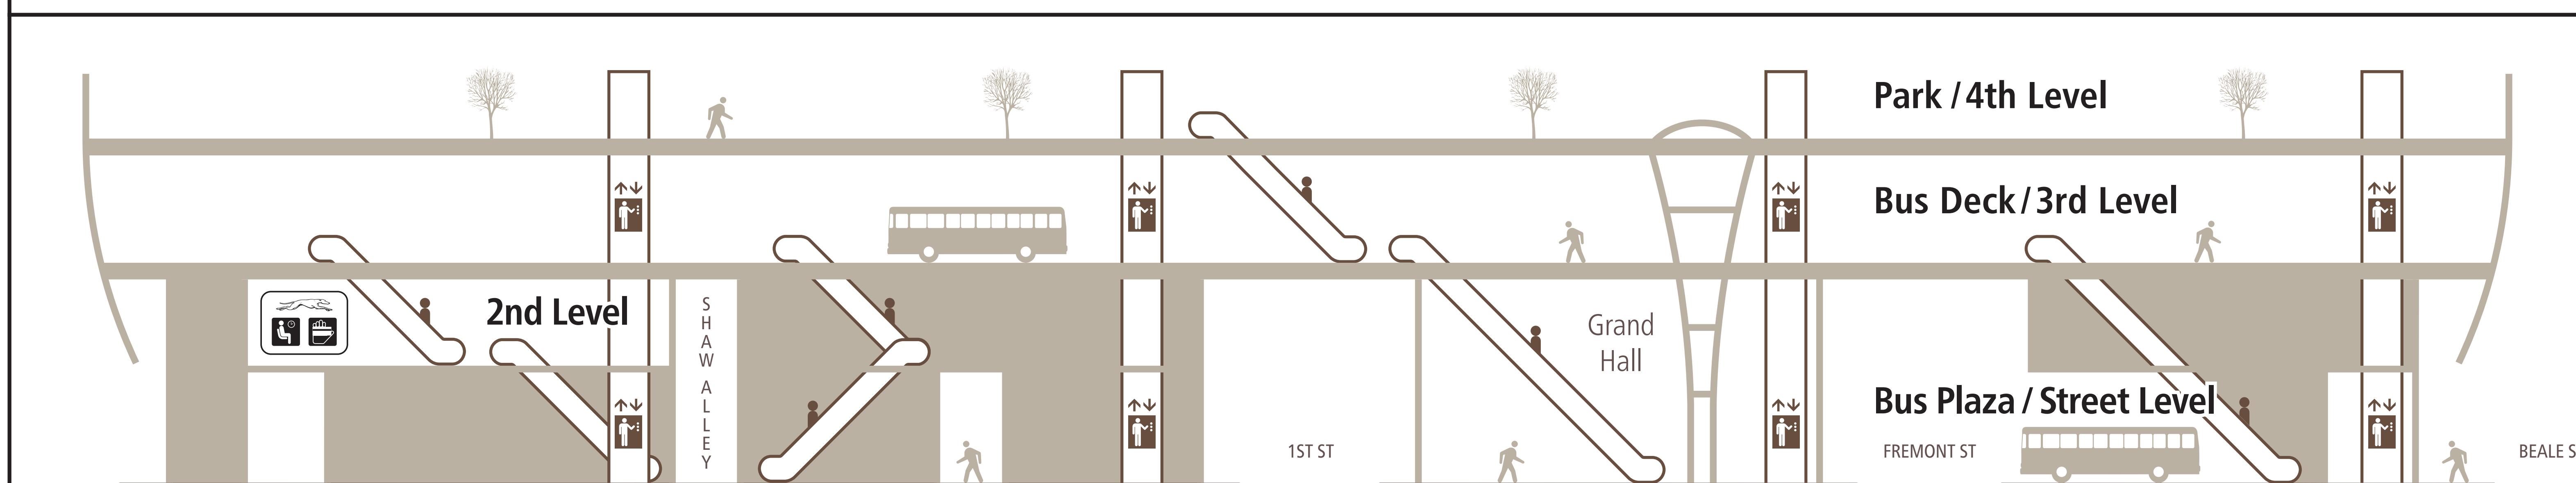 Park / 4th Level
Bus Deck / 3rd Level
2nd Level
SHAW ALLEY
Grand
Hall
Bus Plaza / Street Level
1ST ST
FREMONT ST
BEALE S